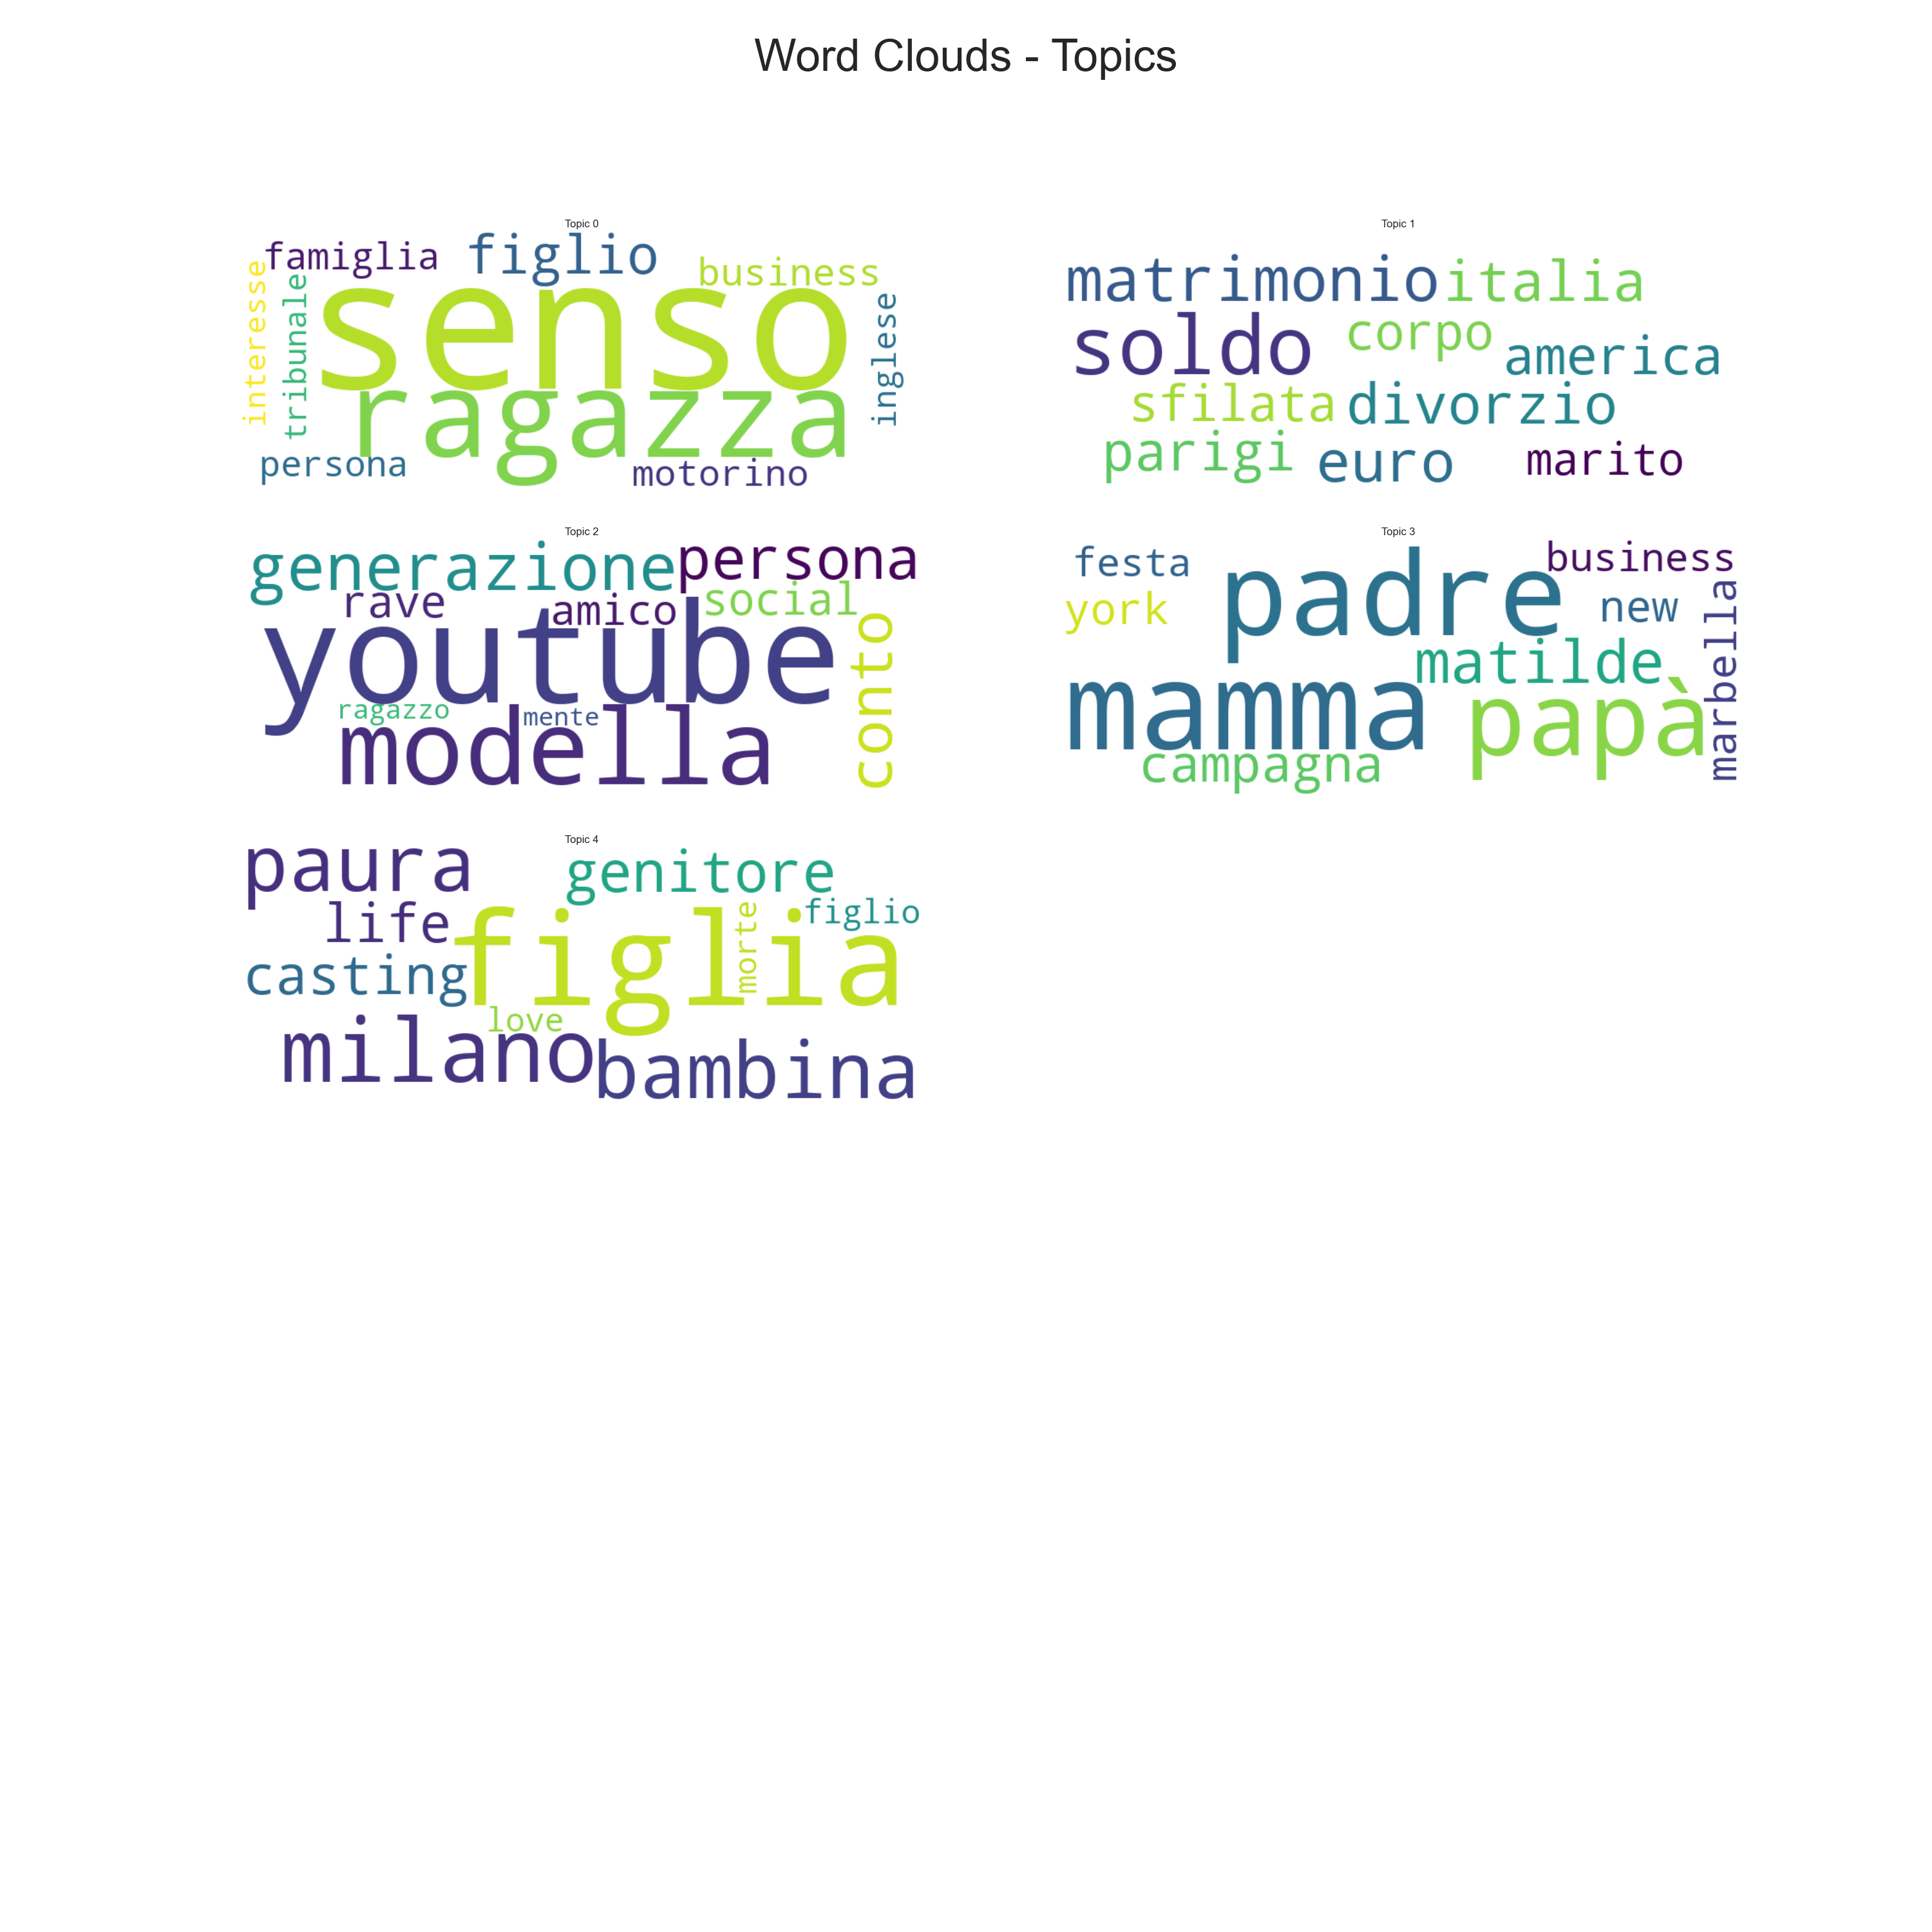 Word Clouds - Topics
Topic 0
famiglia
figlio
business
interesse
tribunale
senso
inglese
ragazza
persona
motorino
Topic 1
matrimonio
italia
soldo
corpo
america
sfilata
divorzio
parigi
euro
marito
Topic 2
generazione
persona
rave
amico
social
youtube
conto
ragazzo
mente
modella
Topic 3
festa
padre
business
york
new
matilde
marbella
mamma
papà
campagna
Topic 4
paura
genitore
life
figlia
morte
figlio
casting
love
milano
bambina